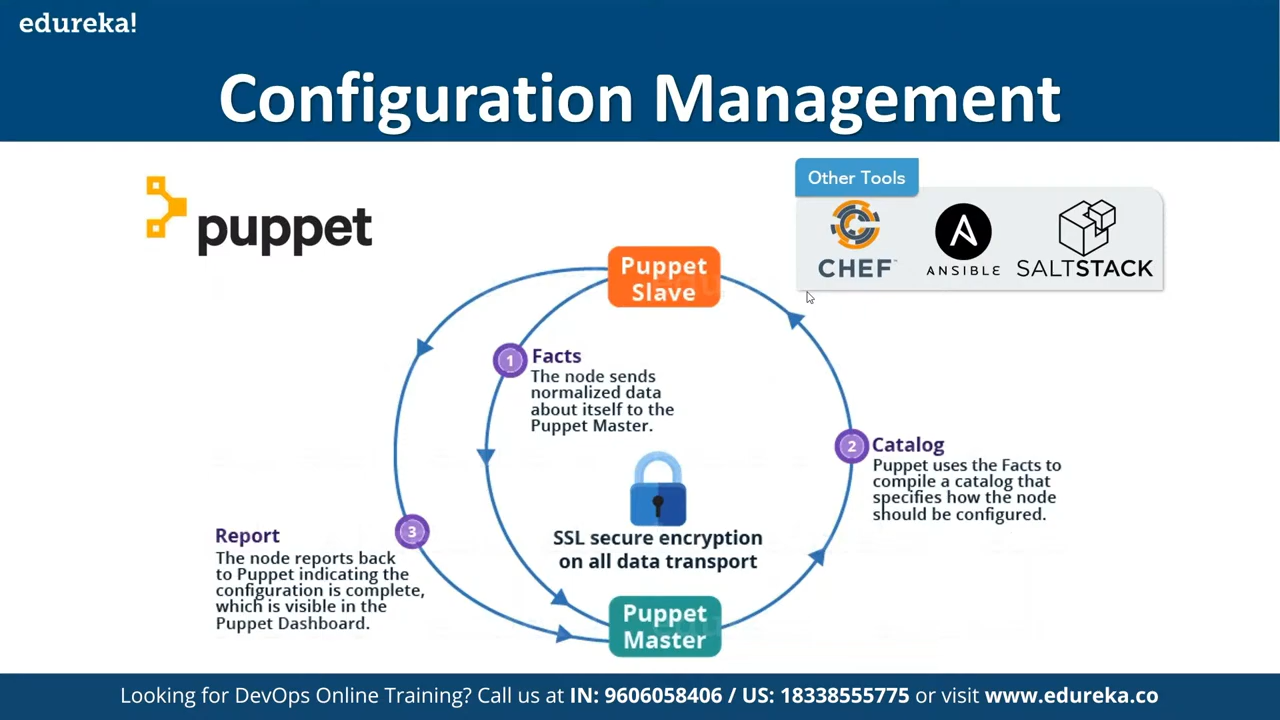 edureka!
Configuration Management
puppet
Other Tools
CHEF
ANSIBLE
SALTSTACK
Puppet
Slave
1
Facts
The node sends
normalized data
about itself to the
Puppet Master.
2
Catalog
Puppet uses the Facts to
compile a catalog that
specifies how the node
should be configured.
SSL secure encryption
on all data transport
3
Report
The node reports back
to Puppet indicating the
configuration is complete,
which is visible in the
Puppet Dashboard.
Puppet
Master
Looking for DevOps Online Training? Call us at IN: 9606058406 / US: 18338555775 or visit www.edureka.co